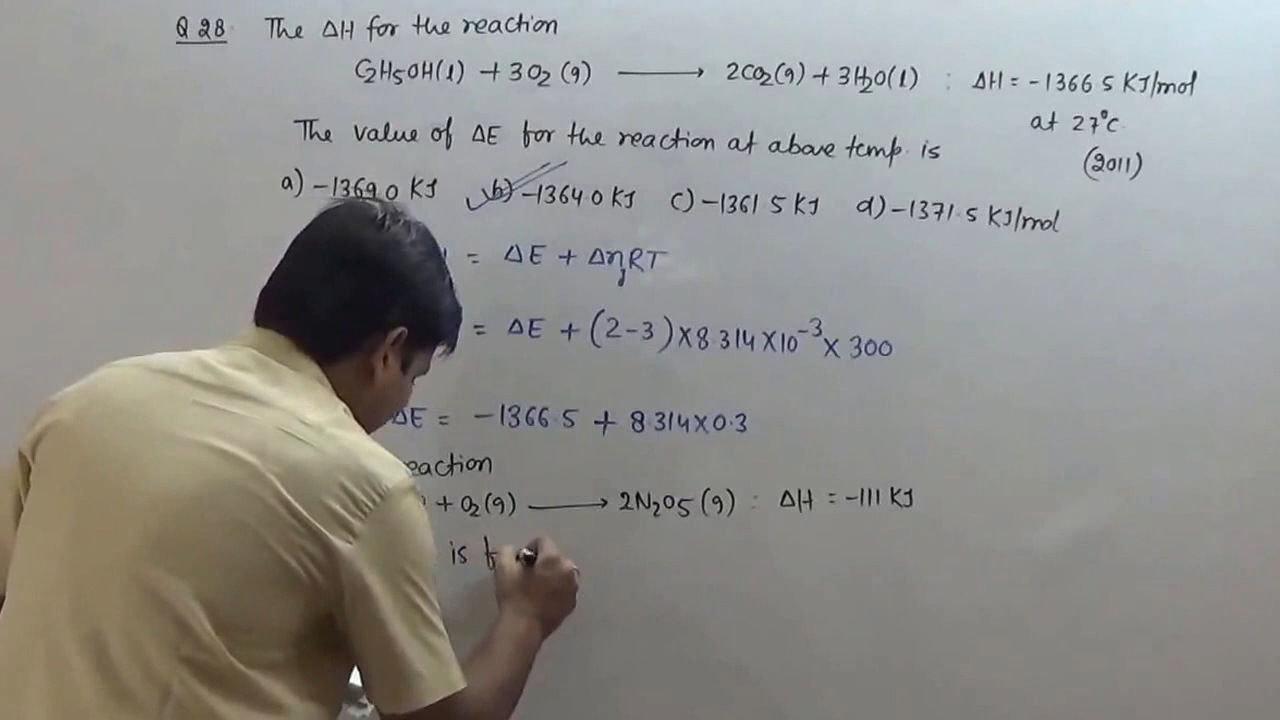 Q 28. The ΔH for the reaction
C2H5OH(l) + 3O2(g) ⟶ 2CO2(g) + 3H2O(l) : ΔH = -1366.5 KJ/mol
at 27°C.
The value of ΔE for the reaction at above temp. is
(2011)
a) -1369.0 KJ b) -1364.0 KJ c) -1361.5 KJ d) -1371.5 KJ/mol
= ΔE + ΔngRT
= ΔE + (2-3)×8.314×10⁻³× 300
ΔE = -1366.5 + 8.314×0.3
eaction
+ O2(g) ⟶ 2N2O5(g) : ΔH = -111 KJ
is